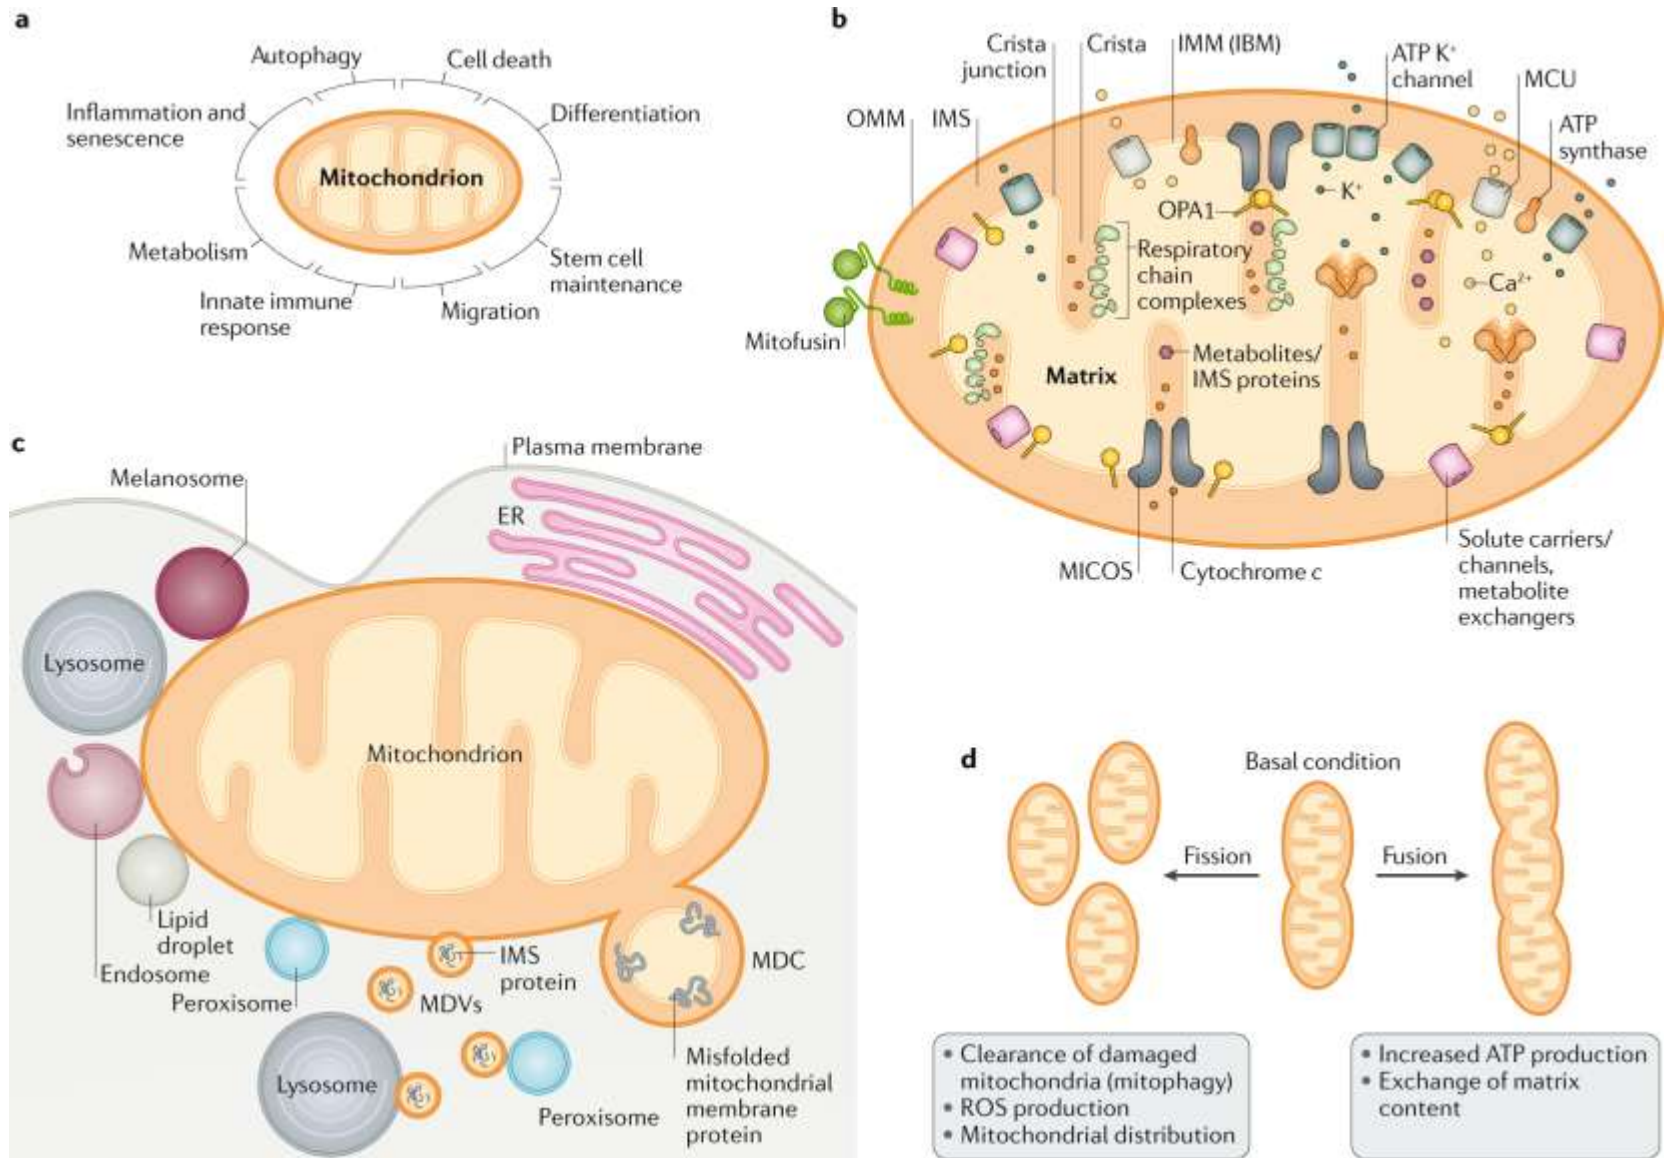 a
Autophagy
Cell death
Inflammation and
senescence
Differentiation
Mitochondrion
Metabolism
Stem cell
maintenance
Innate immune
response
Migration
b
Crista
junction
Crista
IMM (IBM)
ATP K⁺
channel
MCU
OMM
IMS
ATP
synthase
OPA1
K⁺
Respiratory
chain
complexes
Ca²⁺
Mitofusin
Matrix
Metabolites/
IMS proteins
MICOS
Cytochrome c
Solute carriers/
channels,
metabolite
exchangers
c
Plasma membrane
Melanosome
ER
Lysosome
Mitochondrion
Lipid
droplet
Endosome
Peroxisome
IMS
protein
MDVs
MDC
Lysosome
Peroxisome
Misfolded
mitochondrial
membrane
protein
d
Basal condition
Fission
Fusion
• Clearance of damaged
mitochondria (mitophagy)
• ROS production
• Mitochondrial distribution
• Increased ATP production
• Exchange of matrix
content